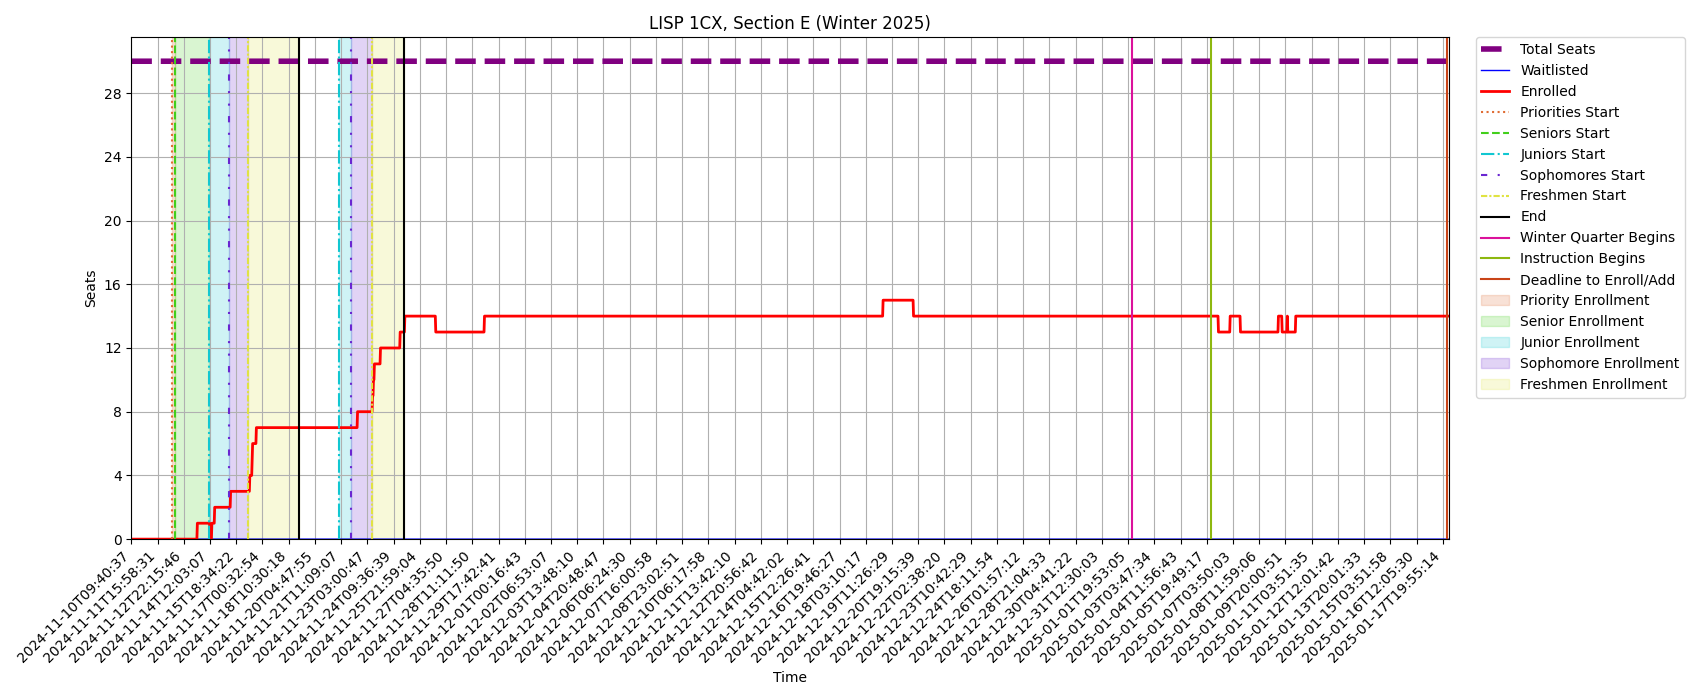 LISP 1CX, Section E (Winter 2025)
Total Seats
Waitlisted
Enrolled
Priorities Start
Seniors Start
Juniors Start
Sophomores Start
Freshmen Start
End
Winter Quarter Begins
Instruction Begins
Deadline to Enroll/Add
Priority Enrollment
Senior Enrollment
Junior Enrollment
Sophomore Enrollment
Freshmen Enrollment
Seats
28
24
20
16
12
8
4
0
2024-11-10T09:40:37
2024-11-11T15:58:31
2024-11-12T22:15:46
2024-11-14T12:03:07
2024-11-15T18:34:22
2024-11-17T00:32:54
2024-11-18T10:30:18
2024-11-20T04:47:55
2024-11-21T11:09:07
2024-11-23T03:00:47
2024-11-24T09:36:39
2024-11-25T21:59:04
2024-11-27T04:35:50
2024-11-28T11:11:50
2024-11-29T17:42:41
2024-12-01T00:16:43
2024-12-02T06:53:07
2024-12-03T13:48:10
2024-12-04T20:48:47
2024-12-06T06:24:30
2024-12-07T16:00:58
2024-12-08T23:02:51
2024-12-10T06:17:58
2024-12-11T13:42:10
2024-12-12T20:56:42
2024-12-14T04:42:02
2024-12-15T12:26:41
2024-12-16T19:46:27
2024-12-18T03:10:17
2024-12-19T11:26:29
2024-12-20T19:15:39
2024-12-22T02:38:20
2024-12-23T10:42:29
2024-12-24T18:11:54
2024-12-26T01:57:12
2024-12-28T21:04:33
2024-12-30T04:41:22
2024-12-31T12:30:03
2025-01-01T19:53:05
2025-01-03T03:47:34
2025-01-04T11:56:43
2025-01-05T19:49:17
2025-01-07T03:50:03
2025-01-08T11:59:06
2025-01-09T20:00:51
2025-01-11T03:51:35
2025-01-12T12:01:42
2025-01-13T20:01:33
2025-01-15T03:51:58
2025-01-16T12:05:30
2025-01-17T19:55:14
Time